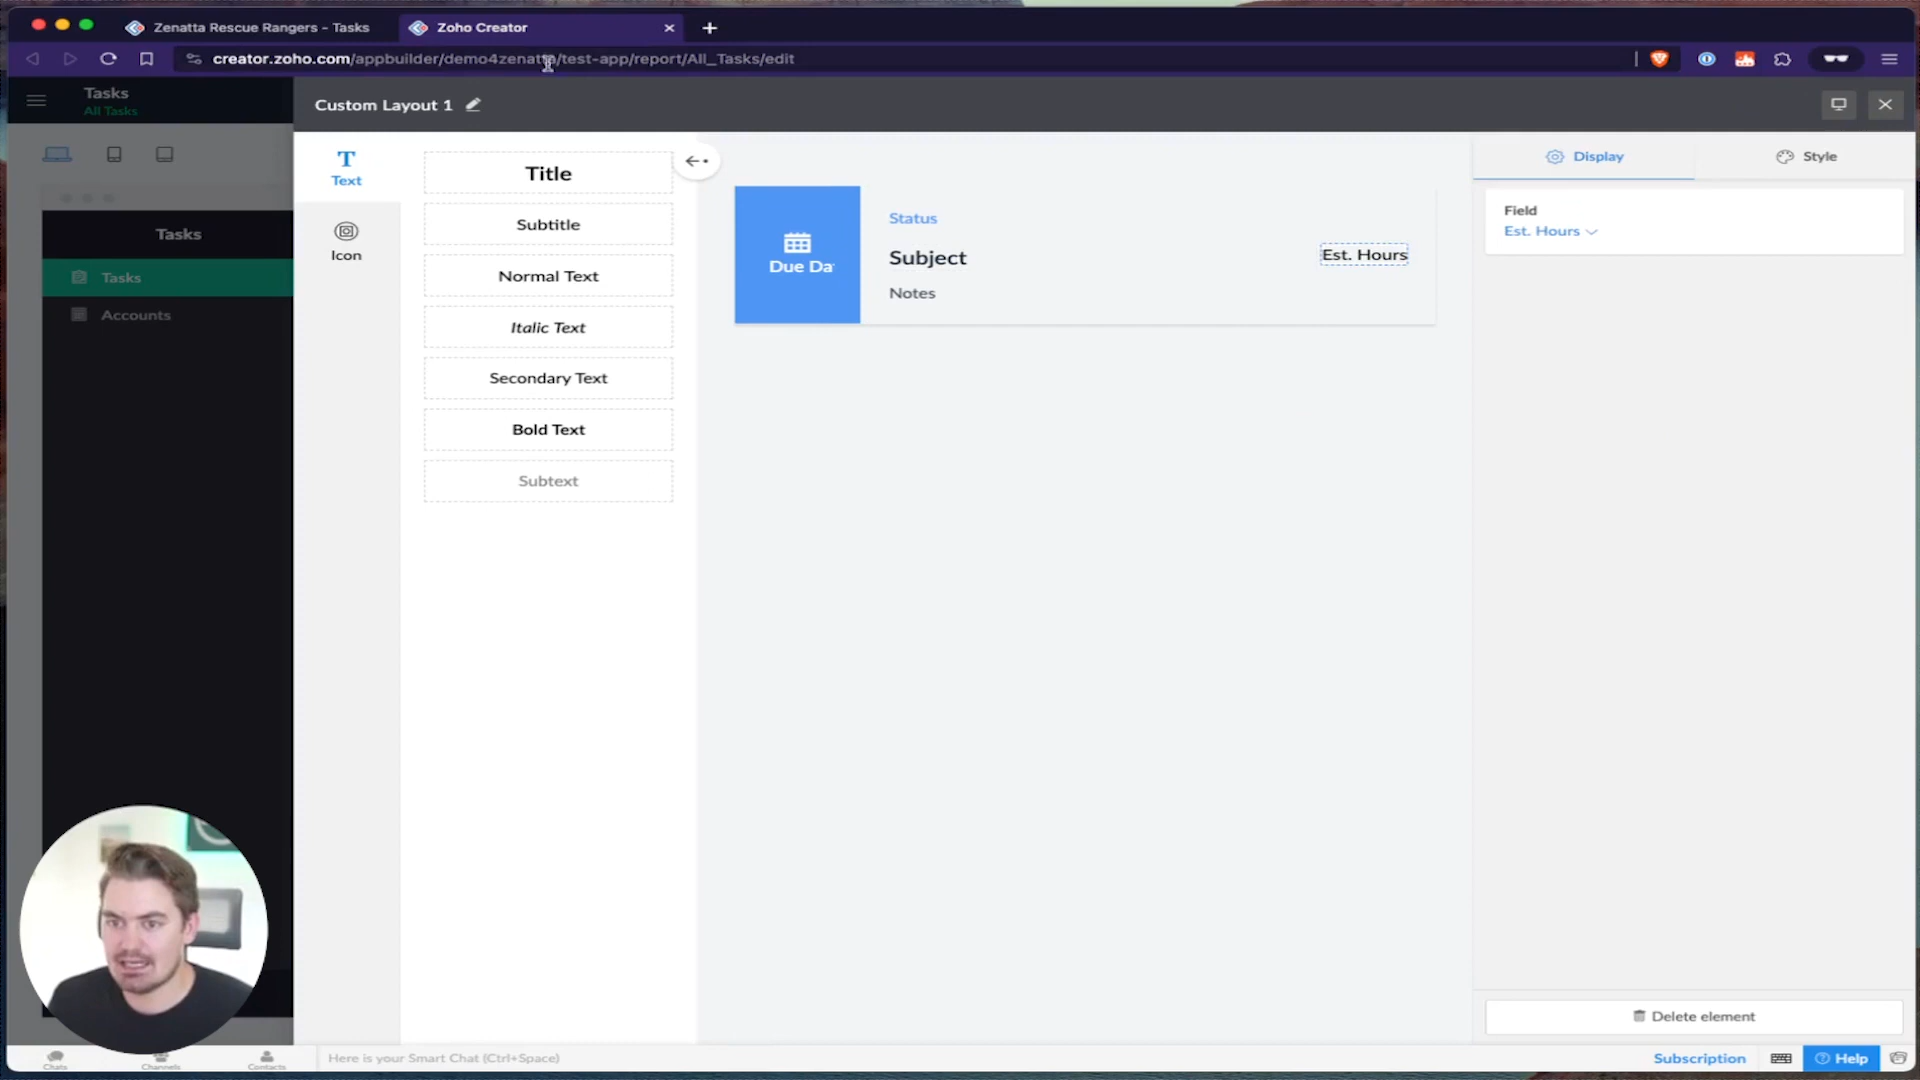 Zenatta Rescue Rangers - Tasks
Zoho Creator
creator.zoho.com/appbuilder/demo4zenatta/test-app/report/All_Tasks/edit
Tasks
All Tasks
Custom Layout 1
Tasks
Tasks
Accounts
T
Text
Icon
Title
Subtitle
Normal Text
Italic Text
Secondary Text
Bold Text
Subtext
Due Da
Status
Subject
Notes
Est. Hours
Display
Style
Field
Est. Hours
Delete element
Chats
Channels
Contacts
Here is your Smart Chat (Ctrl+Space)
Subscription
Help